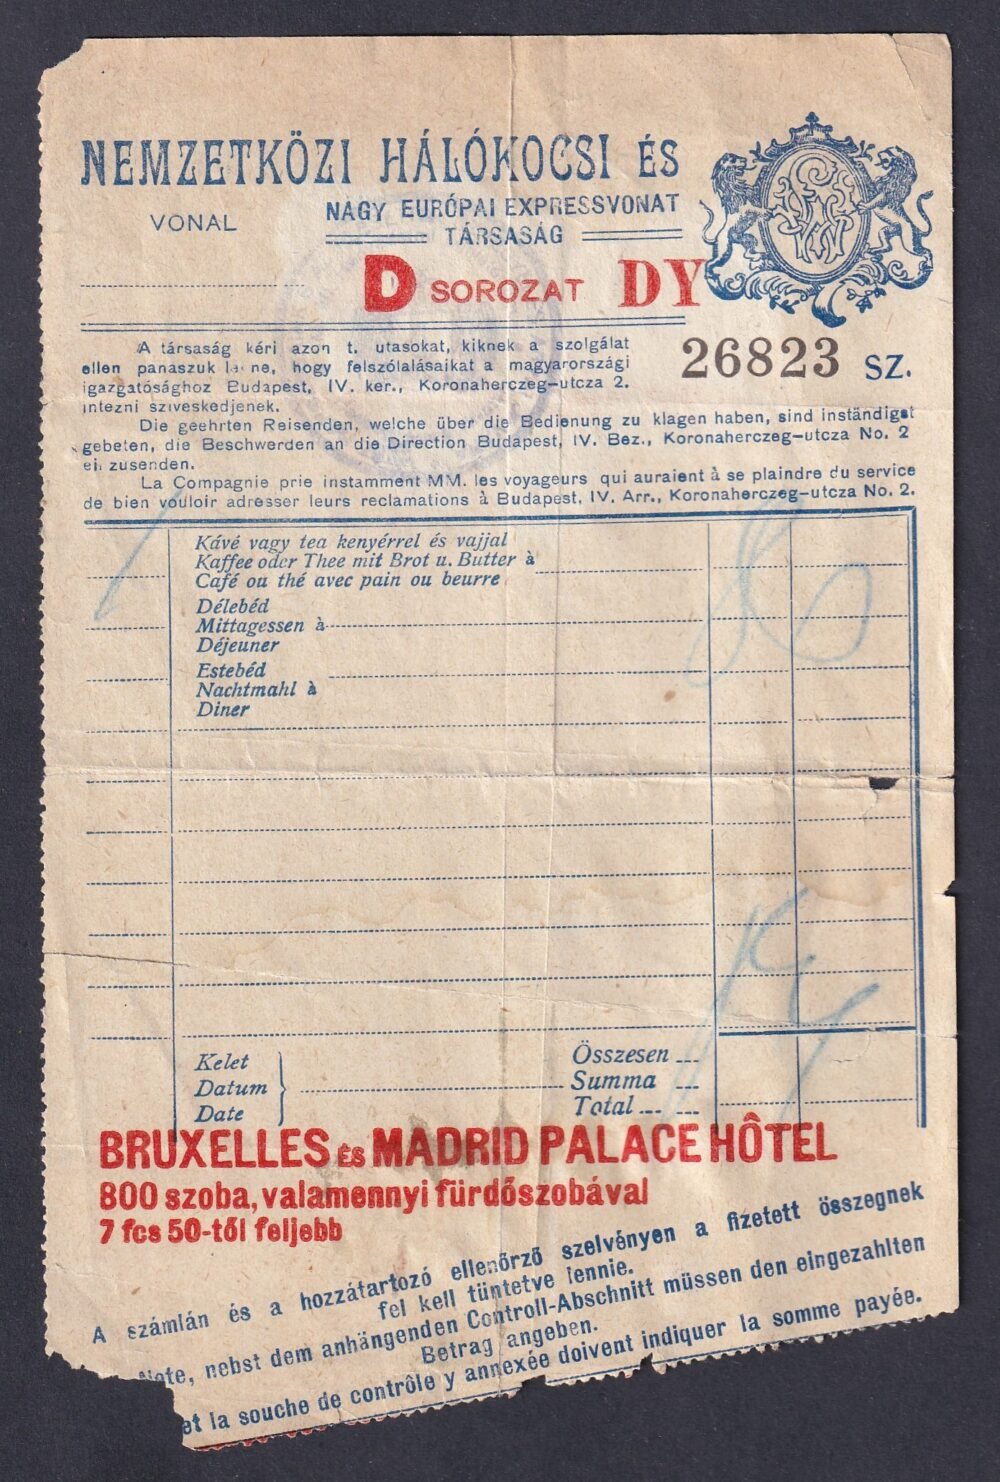 NEMZETKÖZI HÁLÓKOCSI ÉS
VONAL
NAGY EURÓPAI EXPRESSVONAT
TÁRSASÁG
D SOROZAT DY
26823 SZ.
A társaság kéri azon t. utasokat, kiknek a szolgálat
ellen panaszuk ne, hogy felszólalásaikat a magyarországi
igazgatósághoz Budapest, IV. ker., Koronaherczeg-utcza 2.
intezni sziveskedjenek.
Die geehrten Reisenden, welche über die Bedienung zu klagen haben, sind inständigst
gebeten, die Beschwerden an die Direction Budapest, IV. Bez., Koronaherczeg-utcza No. 2
ein zusenden.
La Compagnie prie instamment MM. les voyageurs qui auraient à se plaindre du service
de bien vouloir adresser leurs reclamations à Budapest, IV. Arr., Koronaherczeg-utcza No. 2.
Kávé vagy tea kenyérrel és vajjal
Kaffee oder Thee mit Brot u. Butter à
Café ou thé avec pain ou beurre
Délebéd
Mittagessen à
Déjeuner
Estebéd
Nachtmahl à
Diner
Kelet
Datum
Date
Összesen
Summa
Total
BRUXELLES ÉS MADRID PALACE HÔTEL
800 szoba, valamennyi fürdőszobával
7 fcs 50-től feljebb
A számlán és a hozzátartozó ellenőrző szelvényen a fizetett összegnek
fel kell tüntetve lennie.
Note, nebst dem anhängenden Controll-Abschnitt müssen den eingezahlten
Betrag angeben.
et la souche de contrôle y annexée doivent indiquer la somme payée.